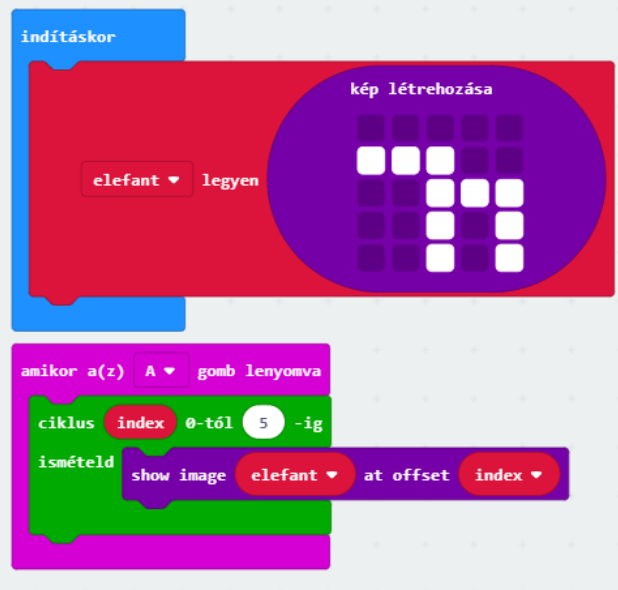 indításkor
kép létrehozása
elefant legyen
amikor a(z) A gomb lenyomva
ciklus index 0-tól 5 -ig
ismételd show image elefant at offset index